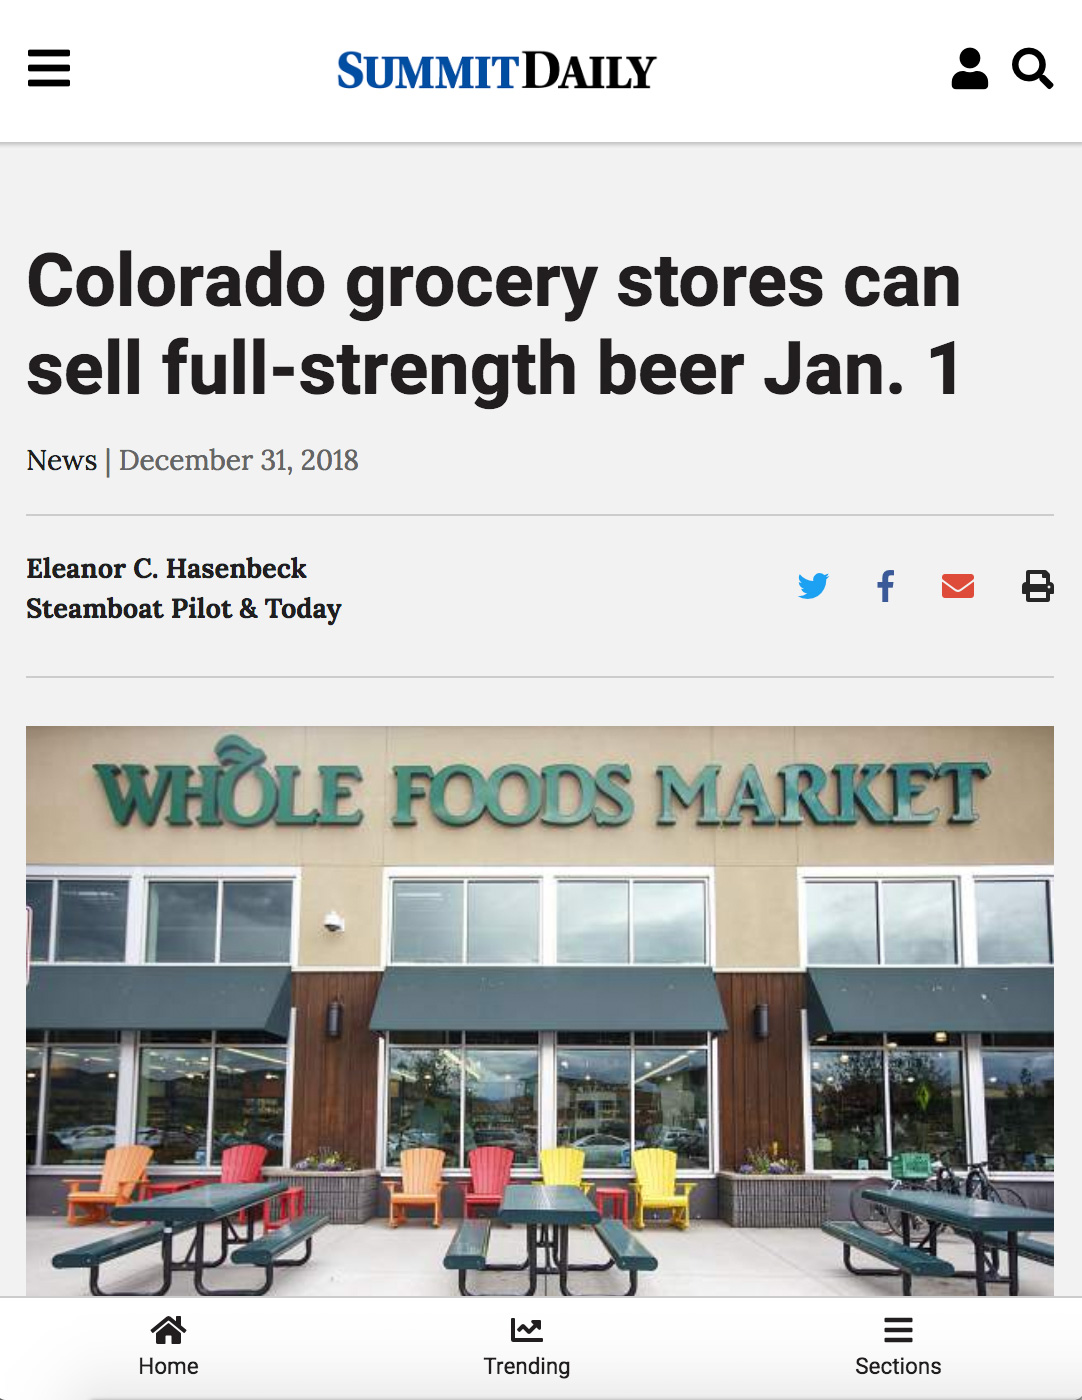 SUMMIT DAILY
Colorado grocery stores can
sell full-strength beer Jan. 1
News | December 31, 2018
Eleanor C. Hasenbeck
Steamboat Pilot & Today
WHOLE FOODS MARKET
Home
Trending
Sections